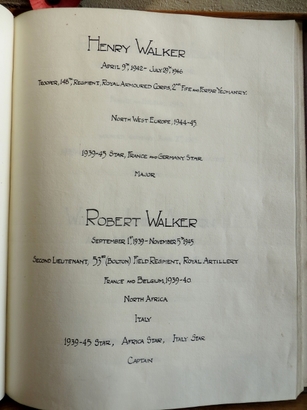 Henry Walker
April 9th, 1942 - July 29th, 1946
Trooper, 148th, Regiment, Royal Armoured Corps, 2nd Fife and Forfar Yeomanry.
North West Europe, 1944-45
1939-45 Star, France and Germany Star.
Major
Robert Walker
September 1st 1939 - November 5th 1945
Second Lieutenant, 53rd (Bolton) Field Regiment, Royal Artillery
France and Belgium, 1939-40.
North Africa
Italy
1939-45 Star, Africa Star, Italy Star
Captain